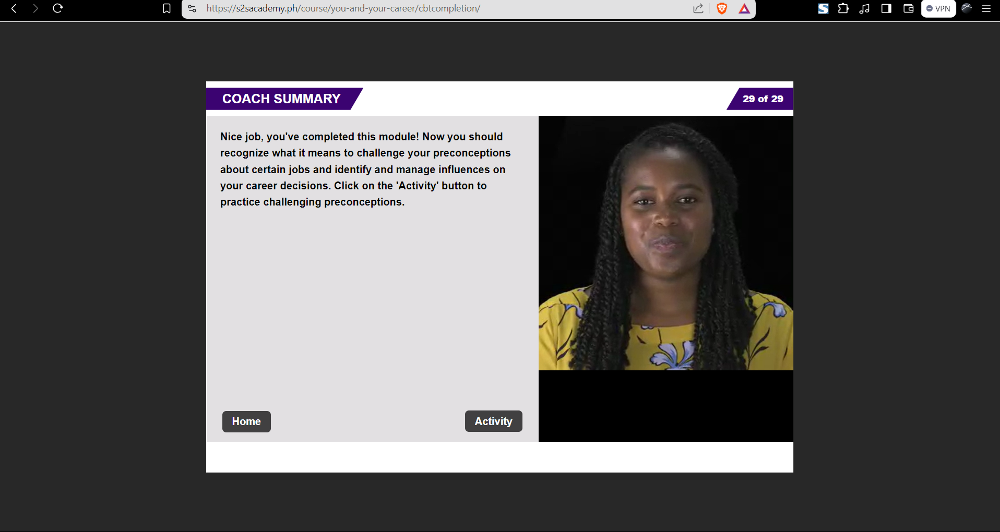 https://s2sacademy.ph/course/you-and-your-career/cbtcompletion/
VPN
COACH SUMMARY
29 of 29
Nice job, you've completed this module! Now you should
recognize what it means to challenge your preconceptions
about certain jobs and identify and manage influences on
your career decisions. Click on the 'Activity' button to
practice challenging preconceptions.
Home
Activity